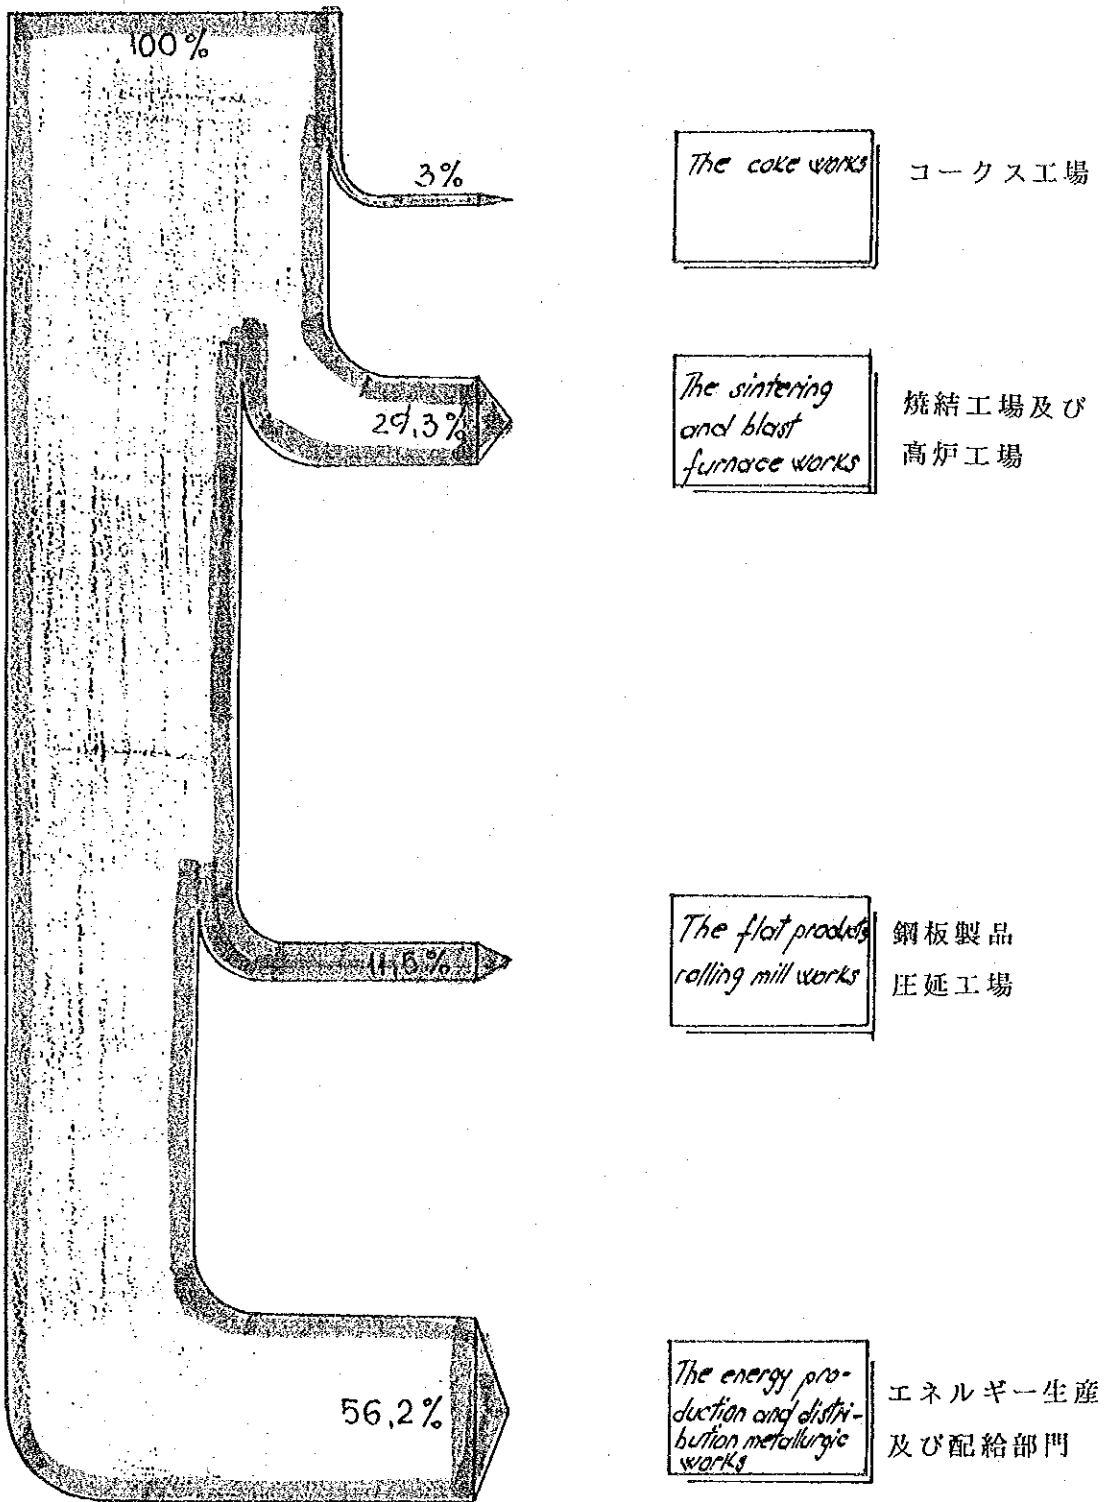 100%
3%
The coke works
コークス工場
29,3%
The sintering
and blast
furnace works
焼結工場及び
高炉工場
11,5%
The flat products
rolling mill works
鋼板製品
圧延工場
56,2%
The energy pro-
duction and distri-
bution metallurgic
works
エネルギー生産
及び配給部門